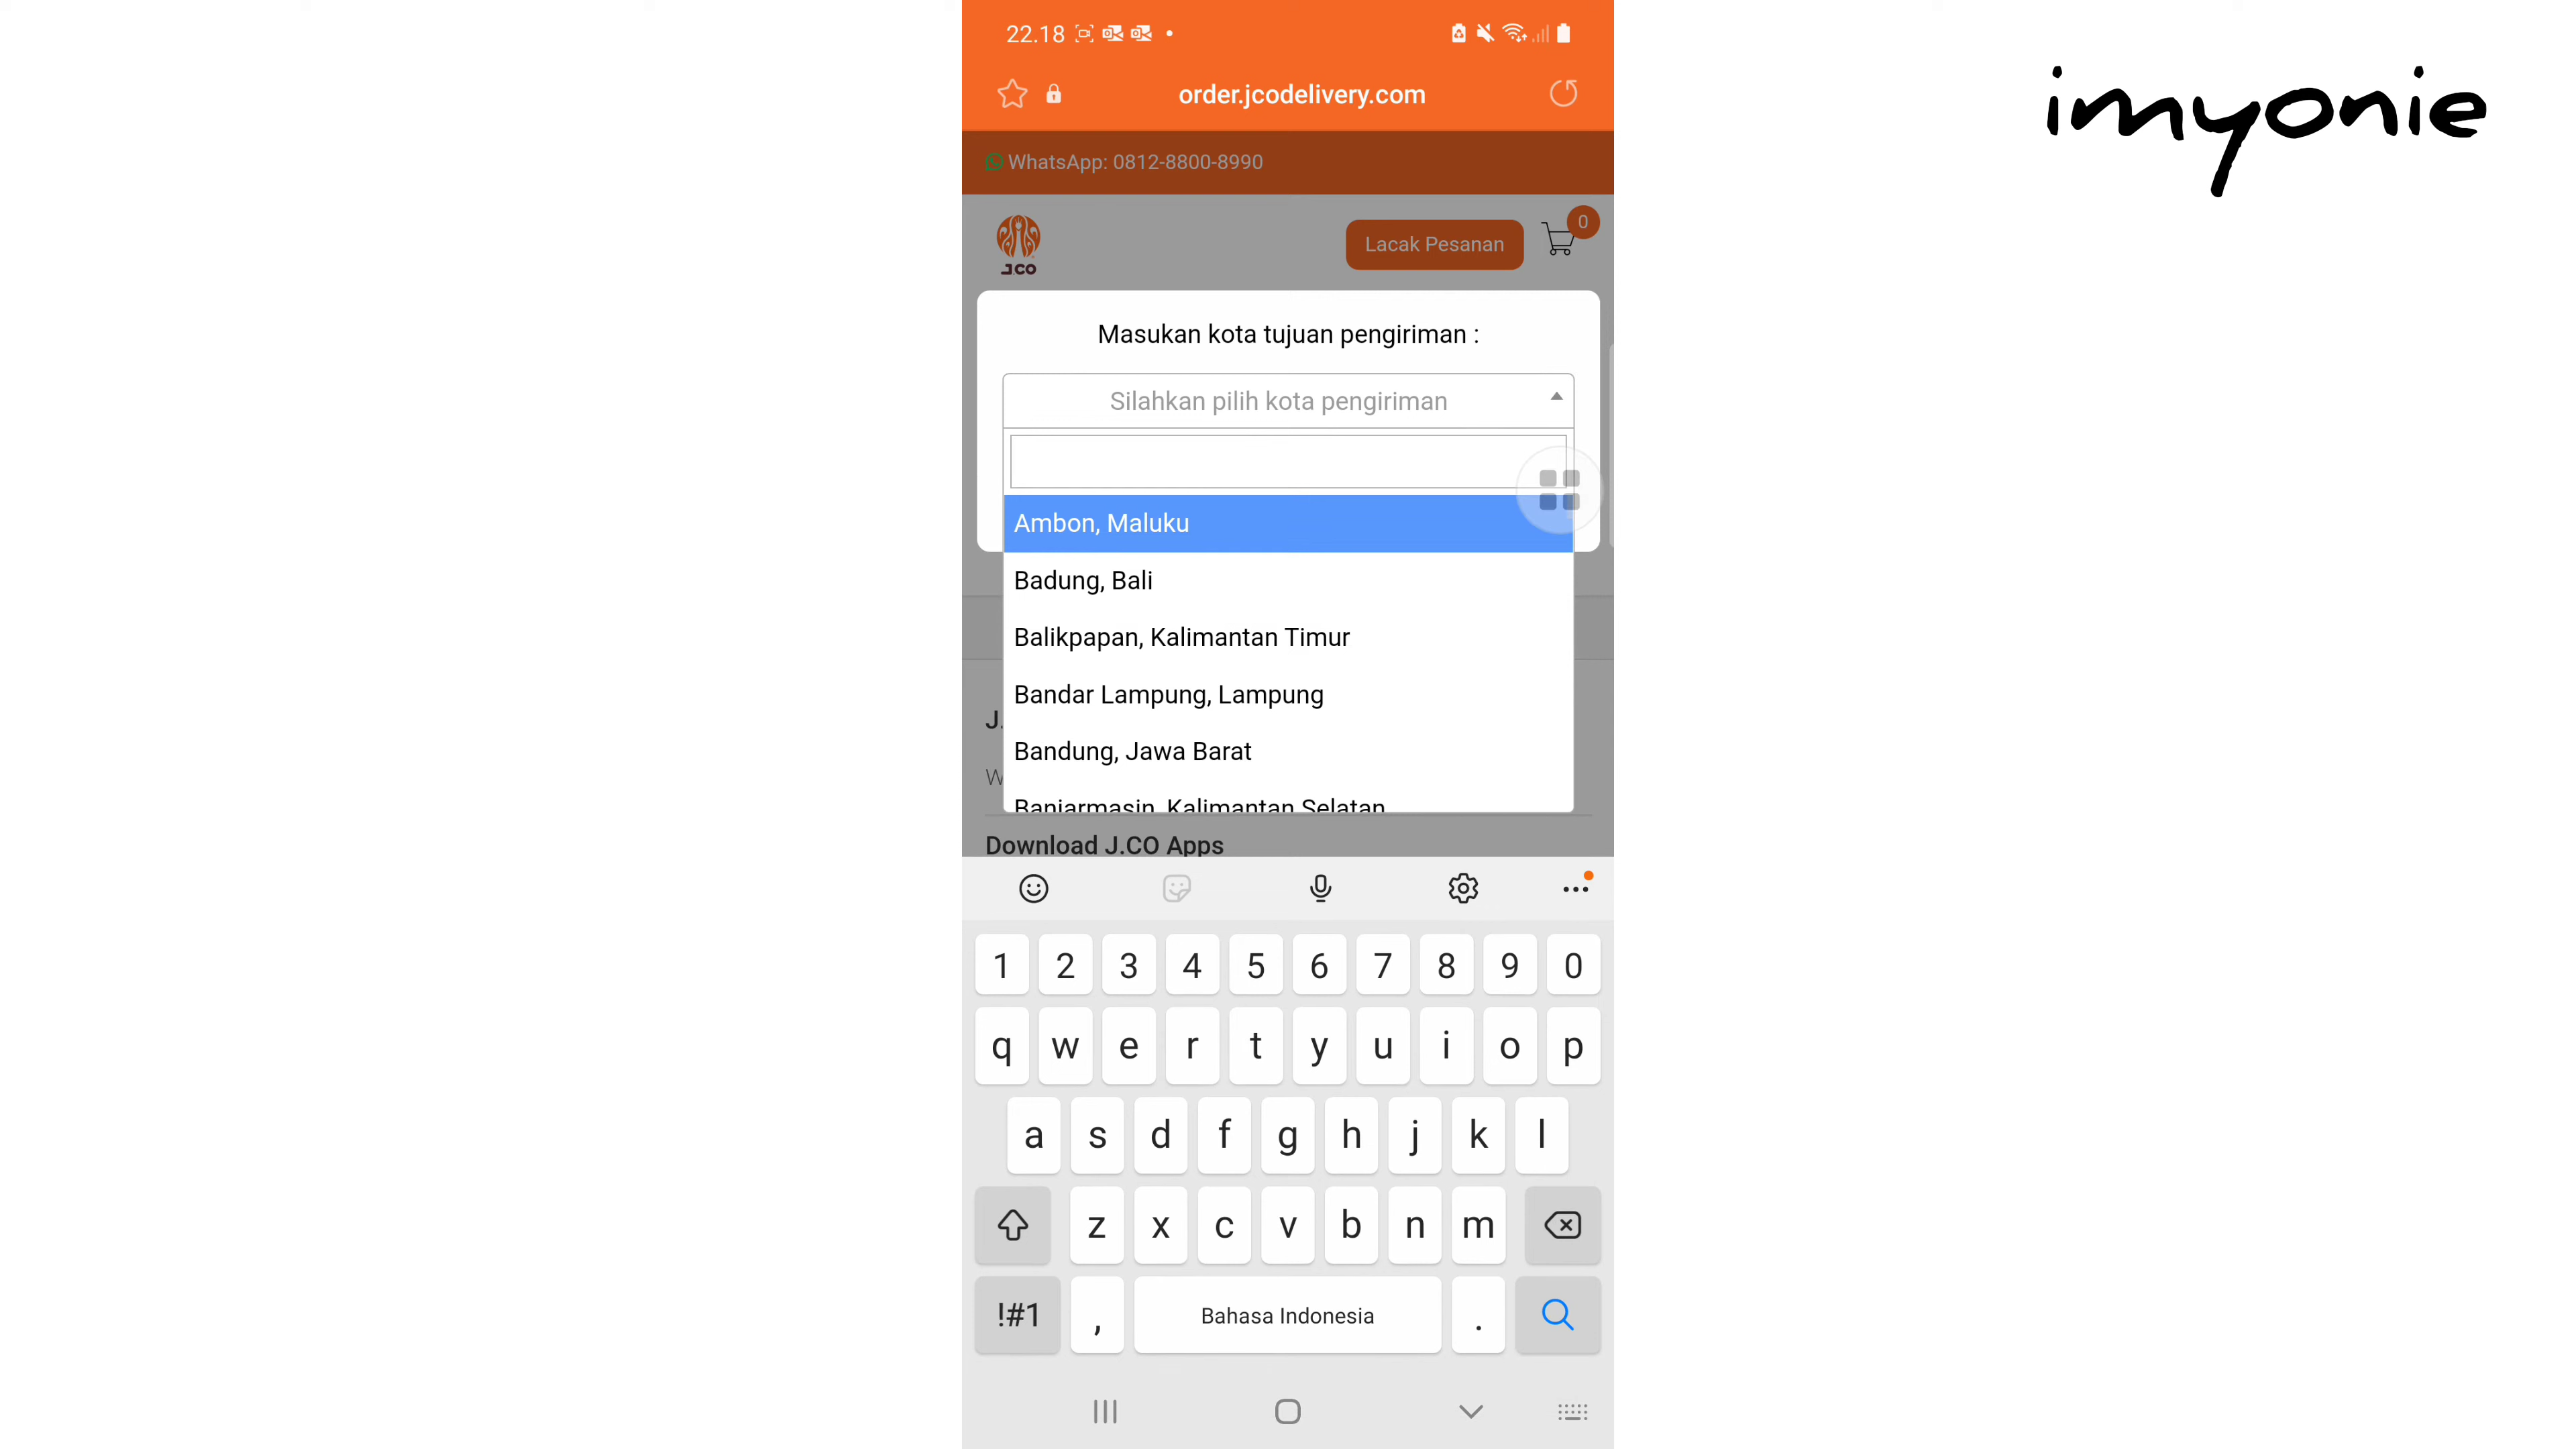 22.18
order.jcodelivery.com
imyonie
WhatsApp: 0812-8800-8990
J.CO
Lacak Pesanan
0
Masukan kota tujuan pengiriman :
Silahkan pilih kota pengiriman
Ambon, Maluku
Badung, Bali
Balikpapan, Kalimantan Timur
Bandar Lampung, Lampung
J.
Bandung, Jawa Barat
W
Banjarmasin, Kalimantan Selatan
Download J.CO Apps
1 2 3 4 5 6 7 8 9 0
q w e r t y u i o p
a s d f g h j k l
z x c v b n m
!#1 , Bahasa Indonesia .